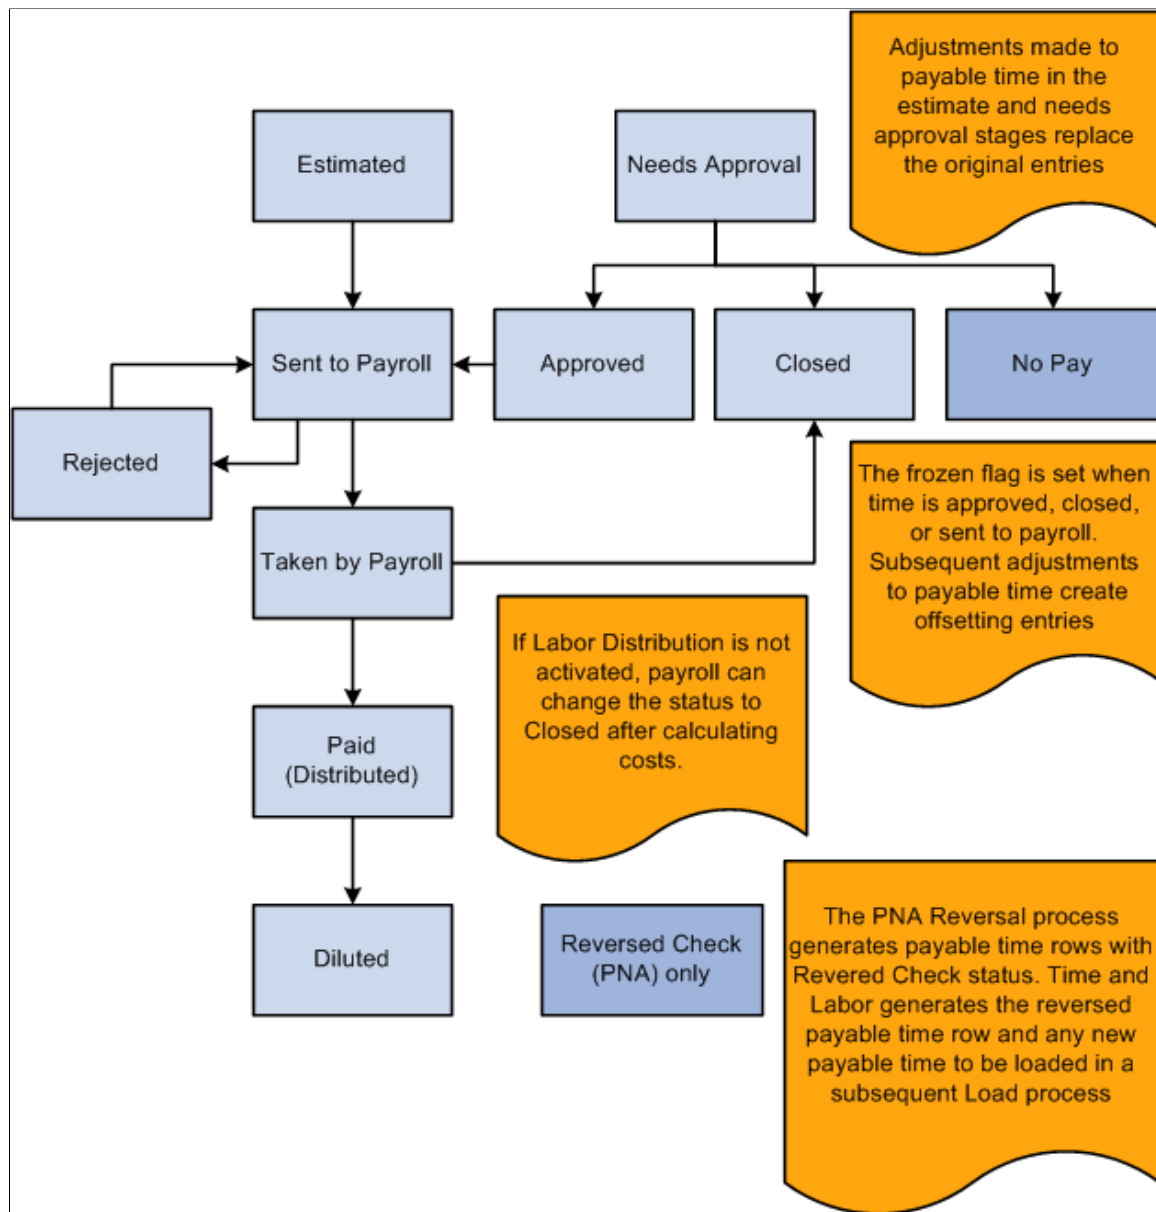 Adjustments made to
payable time in the
estimate and needs
approval stages replace
the original entries
Estimated
Needs Approval
Sent to Payroll
Approved
Closed
No Pay
Rejected
The frozen flag is set when
time is approved, closed,
or sent to payroll.
Subsequent adjustments
to payable time create
offsetting entries
Taken by Payroll
If Labor Distribution is not
activated, payroll can
change the status to
Closed after calculating
costs.
Paid
(Distributed)
Diluted
Reversed Check
(PNA) only
The PNA Reversal process
generates payable time rows with
Revered Check status. Time and
Labor generates the reversed
payable time row and any new
payable time to be loaded in a
subsequent Load process